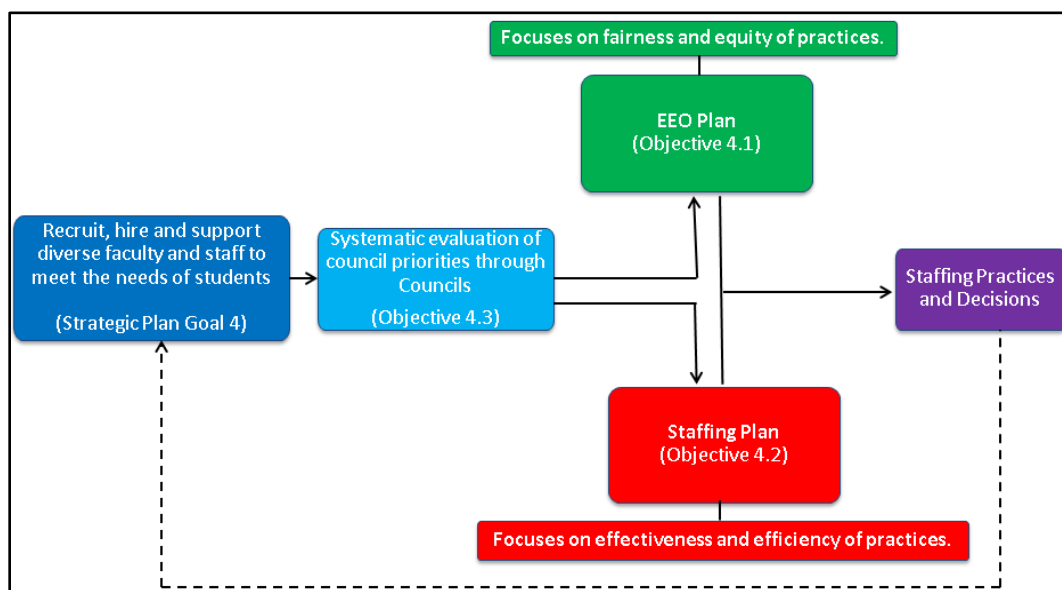 Focuses on fairness and equity of practices.
EEO Plan
(Objective 4.1)
Recruit, hire and support
diverse faculty and staff to
meet the needs of students
(Strategic Plan Goal 4)
Systematic evaluation of
council priorities through
Councils
(Objective 4.3)
Staffing Practices
and Decisions
Staffing Plan
(Objective 4.2)
Focuses on effectiveness and efficiency of practices.